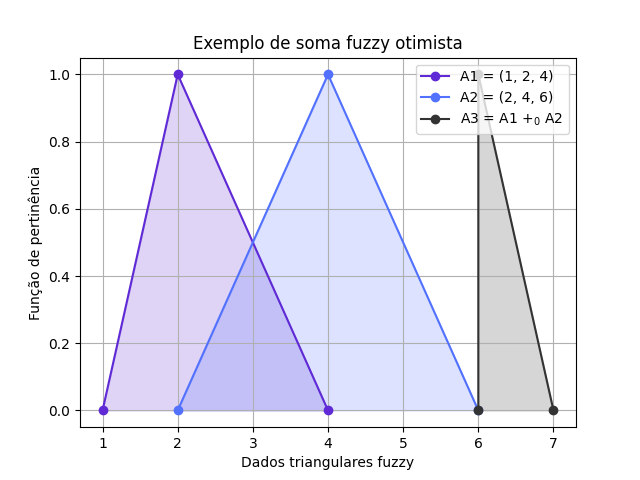 Exemplo de soma fuzzy otimista
A1 = (1, 2, 4)
A2 = (2, 4, 6)
A3 = A1 +₀ A2
Função de pertinência
1.0
0.8
0.6
0.4
0.2
0.0
1 2 3 4 5 6 7
Dados triangulares fuzzy